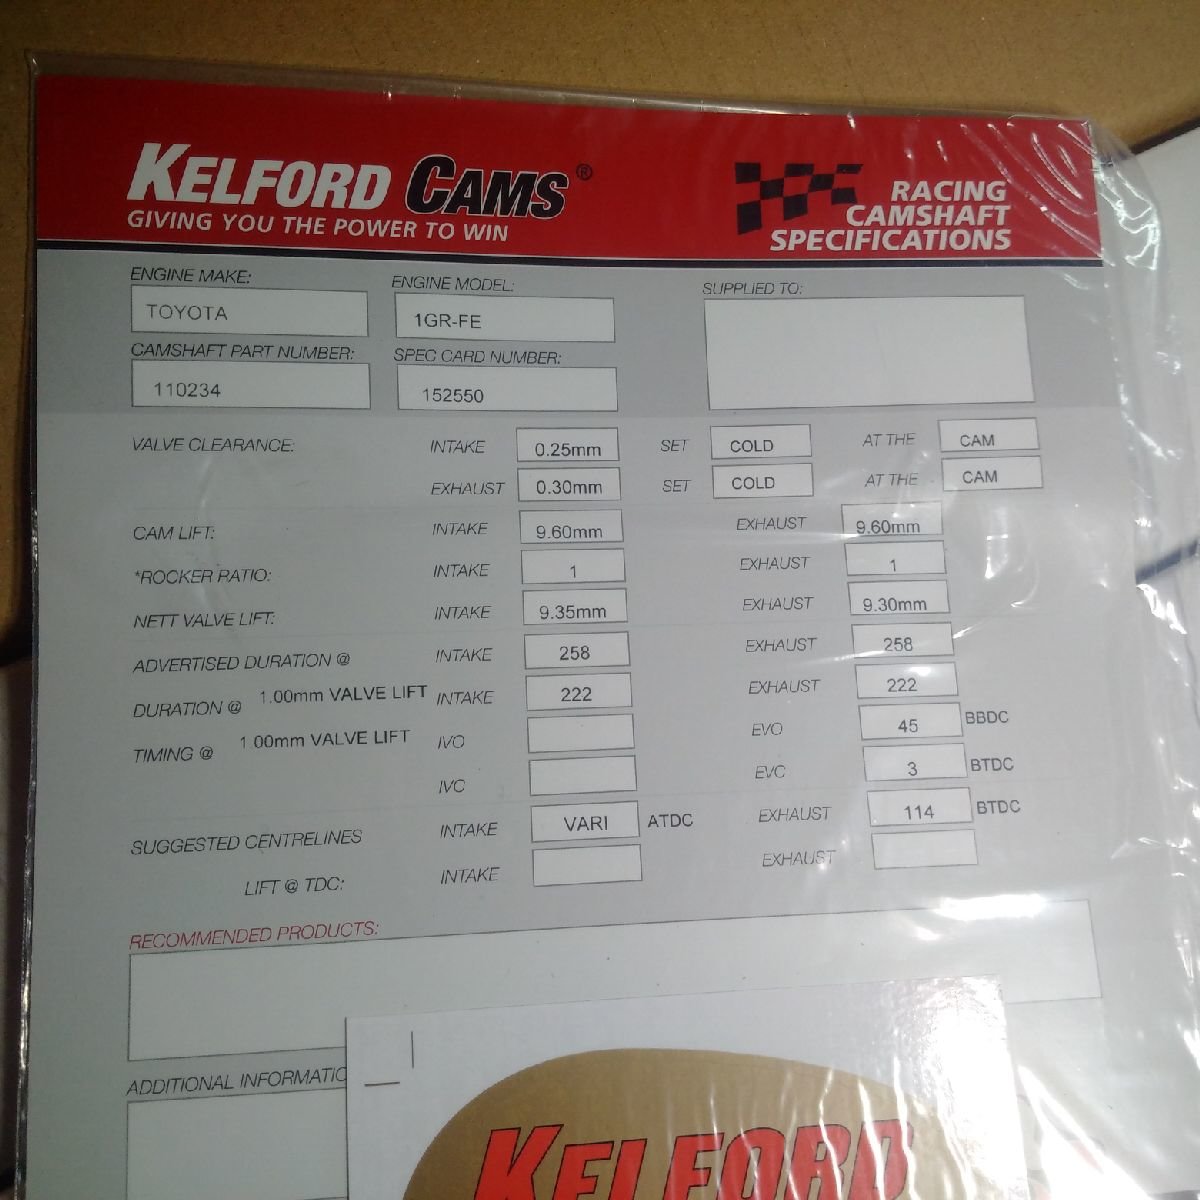 KELFORD CAMS®
GIVING YOU THE POWER TO WIN
RACING
CAMSHAFT
SPECIFICATIONS
ENGINE MAKE: ENGINE MODEL: SUPPLIED TO:
TOYOTA 1GR-FE
CAMSHAFT PART NUMBER: SPEC CARD NUMBER:
110234 152550
VALVE CLEARANCE: INTAKE 0.25mm SET COLD AT THE CAM
EXHAUST 0.30mm SET COLD AT THE CAM
CAM LIFT: INTAKE 9.60mm EXHAUST 9.60mm
*ROCKER RATIO: INTAKE 1 EXHAUST 1
NETT VALVE LIFT: INTAKE 9.35mm EXHAUST 9.30mm
ADVERTISED DURATION @ INTAKE 258 EXHAUST 258
DURATION @ 1.00mm VALVE LIFT INTAKE 222 EXHAUST 222
TIMING @ 1.00mm VALVE LIFT IVO EVO 45 BBDC
IVC EVC 3 BTDC
SUGGESTED CENTRELINES INTAKE VARI ATDC EXHAUST 114 BTDC
LIFT @ TDC: INTAKE EXHAUST
RECOMMENDED PRODUCTS:
ADDITIONAL INFORMATIO
KELFORD